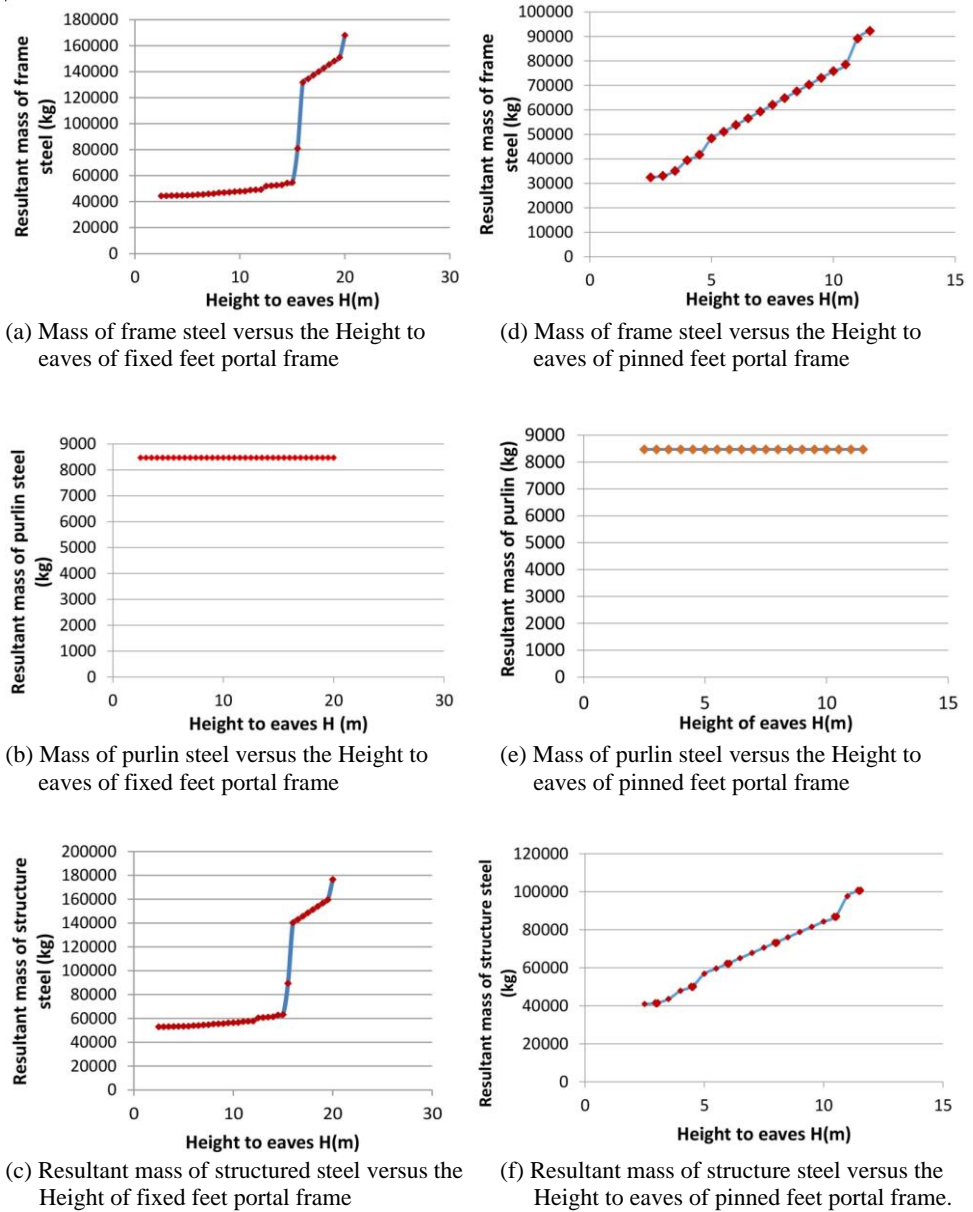 180000
160000
140000
120000
100000
80000
60000
40000
20000
0
0 10 20 30
Resultant mass of frame
steel (kg)
Height to eaves H(m)
(a) Mass of frame steel versus the Height to
eaves of fixed feet portal frame
100000
90000
80000
70000
60000
50000
40000
30000
20000
10000
0
0 5 10 15
Resultant mass of frame
steel (kg)
Height to eaves H(m)
(d) Mass of frame steel versus the Height to
eaves of pinned feet portal frame
9000
8000
7000
6000
5000
4000
3000
2000
1000
0
0 10 20 30
Resultant mass of purlin steel
(kg)
Height to eaves H (m)
(b) Mass of purlin steel versus the Height to
eaves of fixed feet portal frame
9000
8000
7000
6000
5000
4000
3000
2000
1000
0
0 5 10 15
Resultant mass of purlin (kg)
Height of eaves H(m)
(e) Mass of purlin steel versus the Height to
eaves of pinned feet portal frame
200000
180000
160000
140000
120000
100000
80000
60000
40000
20000
0
0 10 20 30
Resultant mass of structure
steel (kg)
Height to eaves H(m)
(c) Resultant mass of structured steel versus the
Height of fixed feet portal frame
120000
100000
80000
60000
40000
20000
0
0 5 10 15
Resultant mass of structure steel
(kg)
Height to eaves H(m)
(f) Resultant mass of structure steel versus the
Height to eaves of pinned feet portal frame.